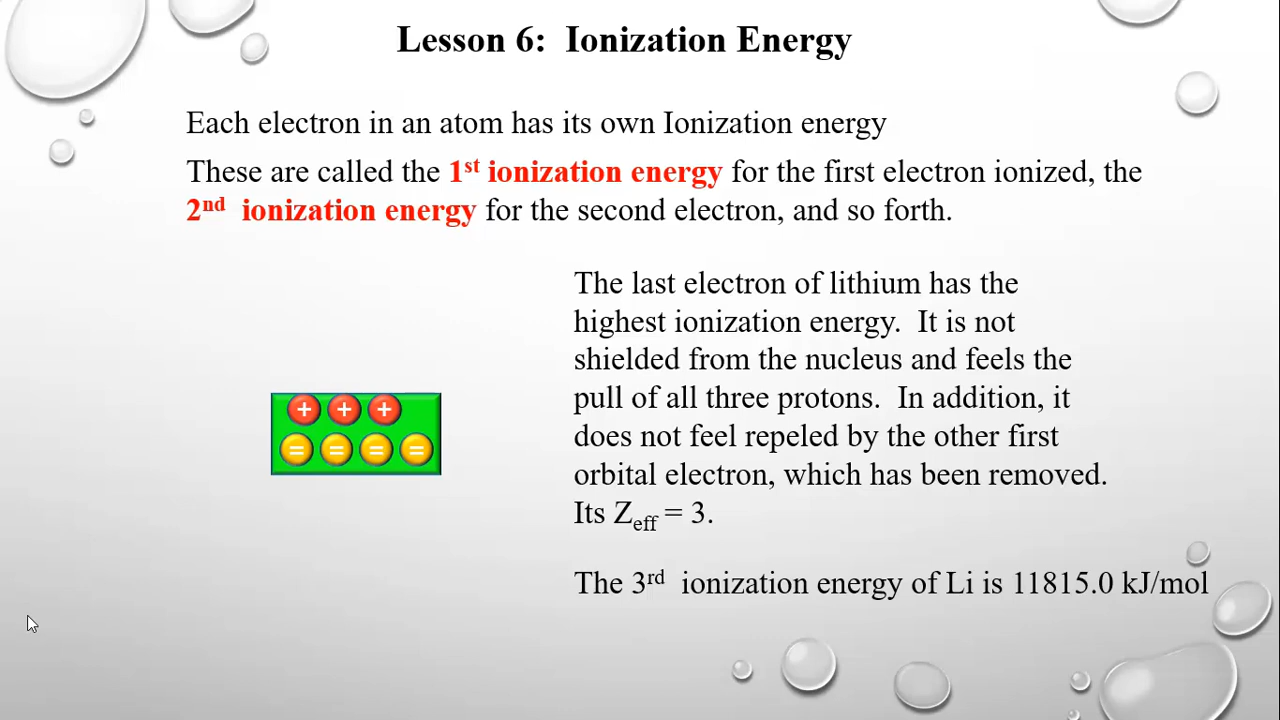 Lesson 6:  Ionization Energy
Each electron in an atom has its own Ionization energy
These are called the 1st ionization energy for the first electron ionized, the
2nd  ionization energy for the second electron, and so forth.
The last electron of lithium has the
highest ionization energy.  It is not
shielded from the nucleus and feels the
pull of all three protons.  In addition, it
does not feel repeled by the other first
orbital electron, which has been removed.
Its Zeff = 3.
+ + +
= = = =
The 3rd  ionization energy of Li is 11815.0 kJ/mol